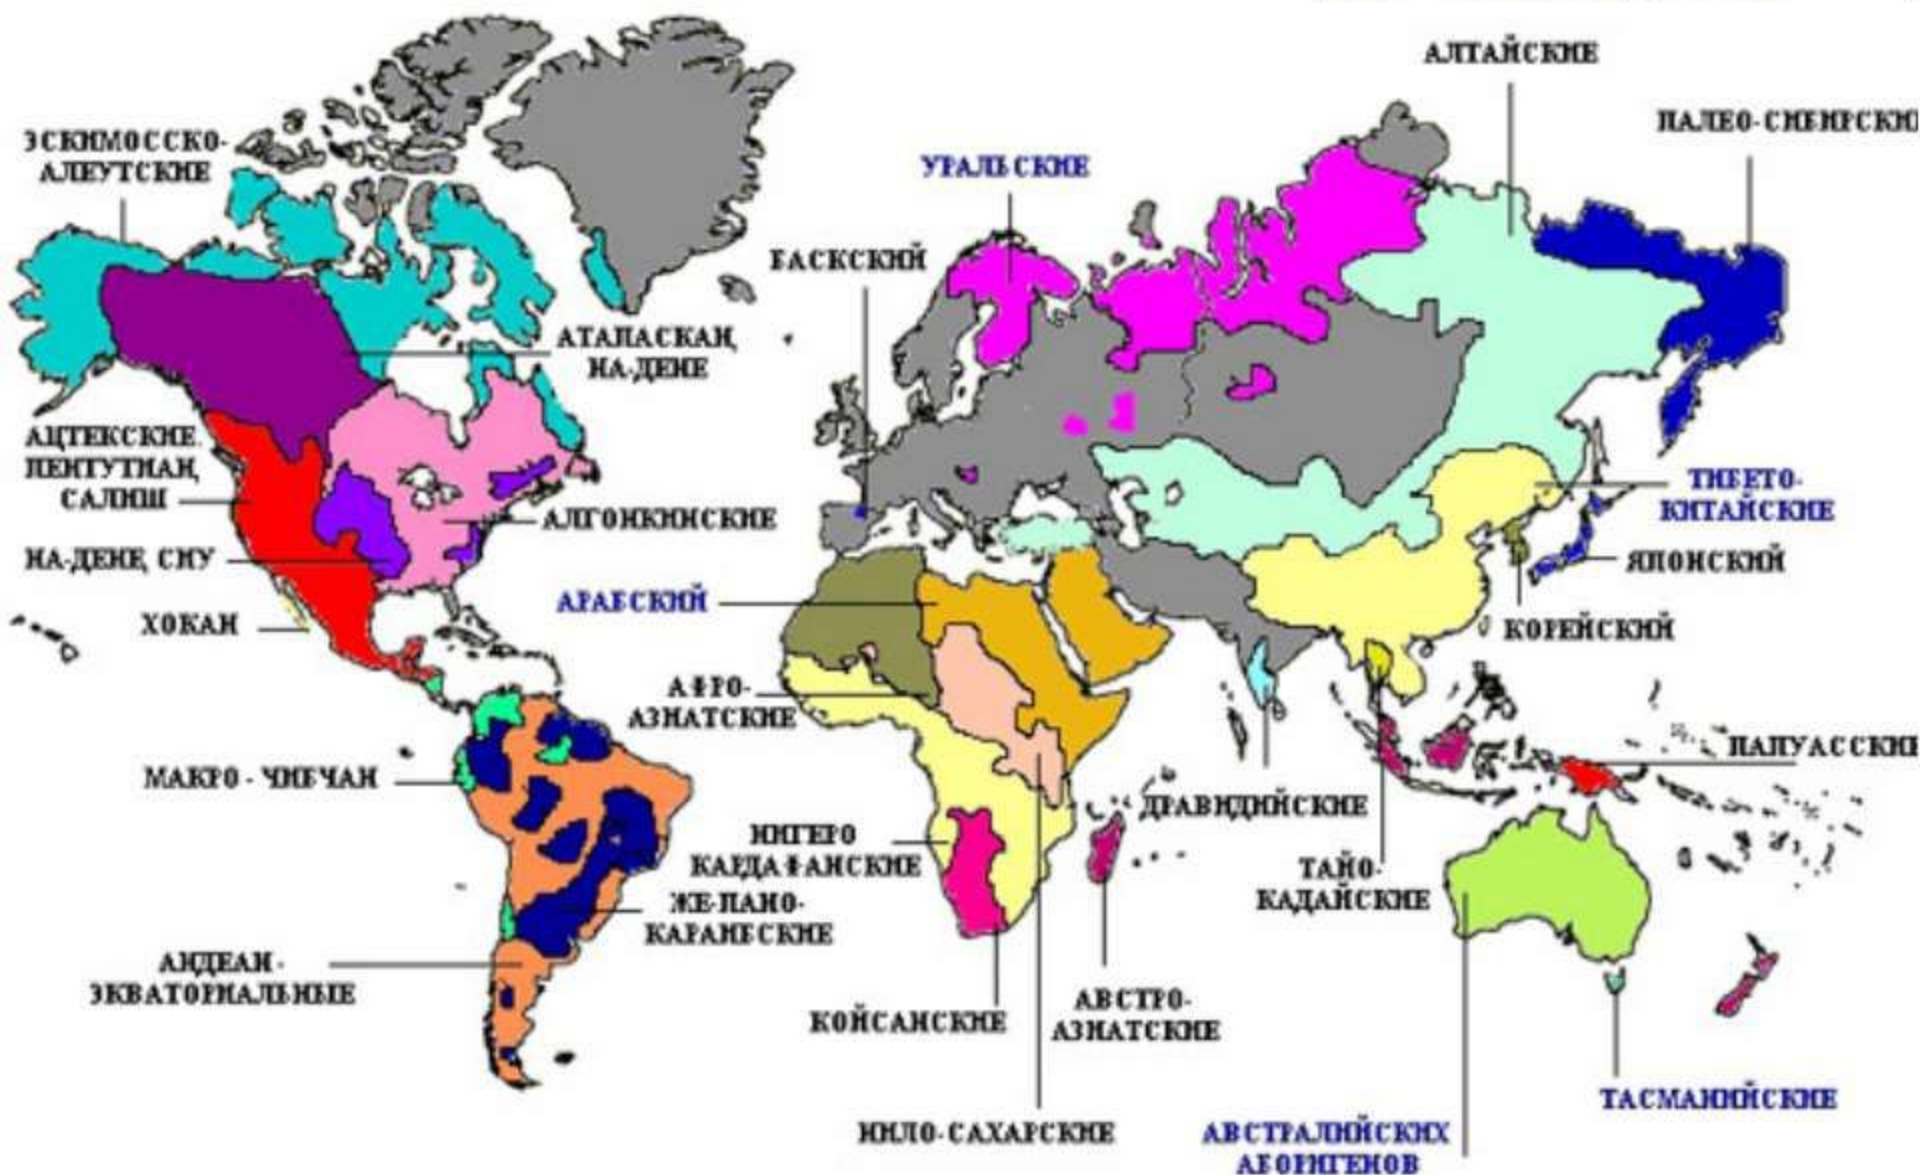 АЛТАЙСКИЕ
ПАЛЕО-СИБИРСКИ
ЭСКИМОССКО-
АЛЕУТСКИЕ
УРАЛЬСКИЕ
БАСКСКИЙ
АТАПАСКАН,
НА-ДЕНЕ
АЦТЕКСКИЕ,
ПЕНТУТИАН,
САЛИШ
АЛГОНКИНСКИЕ
ТИБЕТО-
КИТАЙСКИЕ
НА-ДЕНЕ, СИУ
ЯПОНСКИЙ
АРАБСКИЙ
ХОКАН
КОРЕЙСКИЙ
АФРО-
АЗИАТСКИЕ
ПАПУАССКИЕ
МАКРО - ЧИБЧАН
ДРАВИДИЙСКИЕ
НИГЕРО
КАРДАФАНСКИЕ
ТАЙО-
КАДАЙСКИЕ
ЖЕ-ПАНО-
КАРАИБСКИЕ
АНДЕАН -
ЭКВАТОРИАЛЬНЫЕ
КОЙСАНСКИЕ
АВСТРО-
АЗИАТСКИЕ
ТАСМАНИЙСКИЕ
НИЛО-САХАРСКИЕ
АВСТРАЛИЙСКИХ
АБОРИГЕНОВ